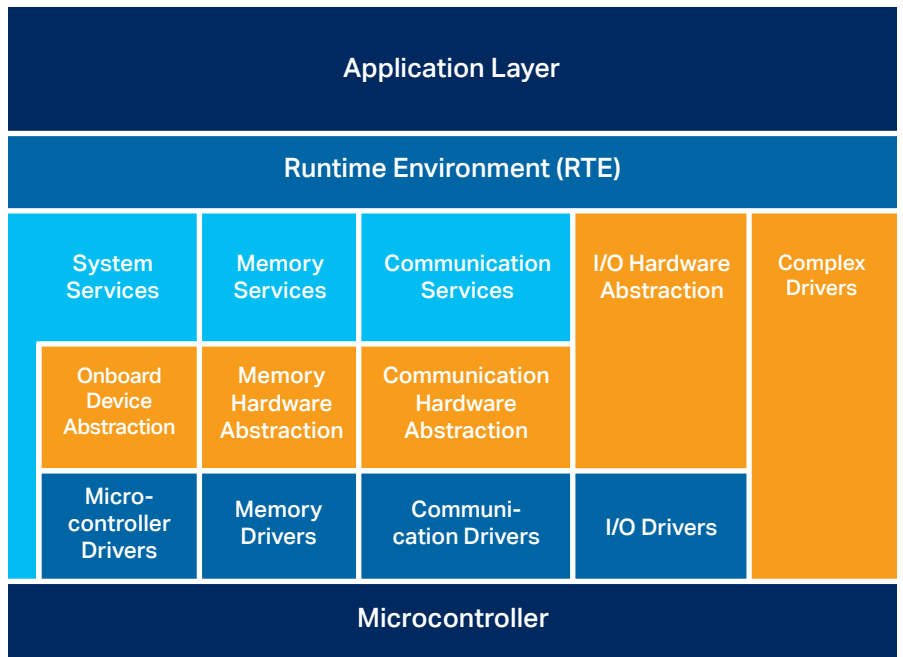 Application Layer
Runtime Environment (RTE)
System
Services
Memory
Services
Communication
Services
I/O Hardware
Abstraction
Complex
Drivers
Onboard
Device
Abstraction
Memory
Hardware
Abstraction
Communication
Hardware
Abstraction
Micro-
controller
Drivers
Memory
Drivers
Communi-
cation Drivers
I/O Drivers
Microcontroller